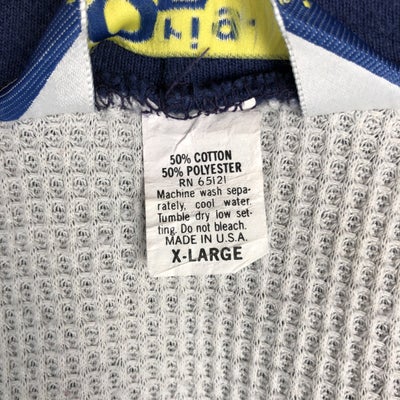 50% COTTON
50% POLYESTER
RN 65121
Machine wash sepa-
rately, cool water.
Tumble dry low set-
ting. Do not bleach.
MADE IN U.S.A.
X-LARGE